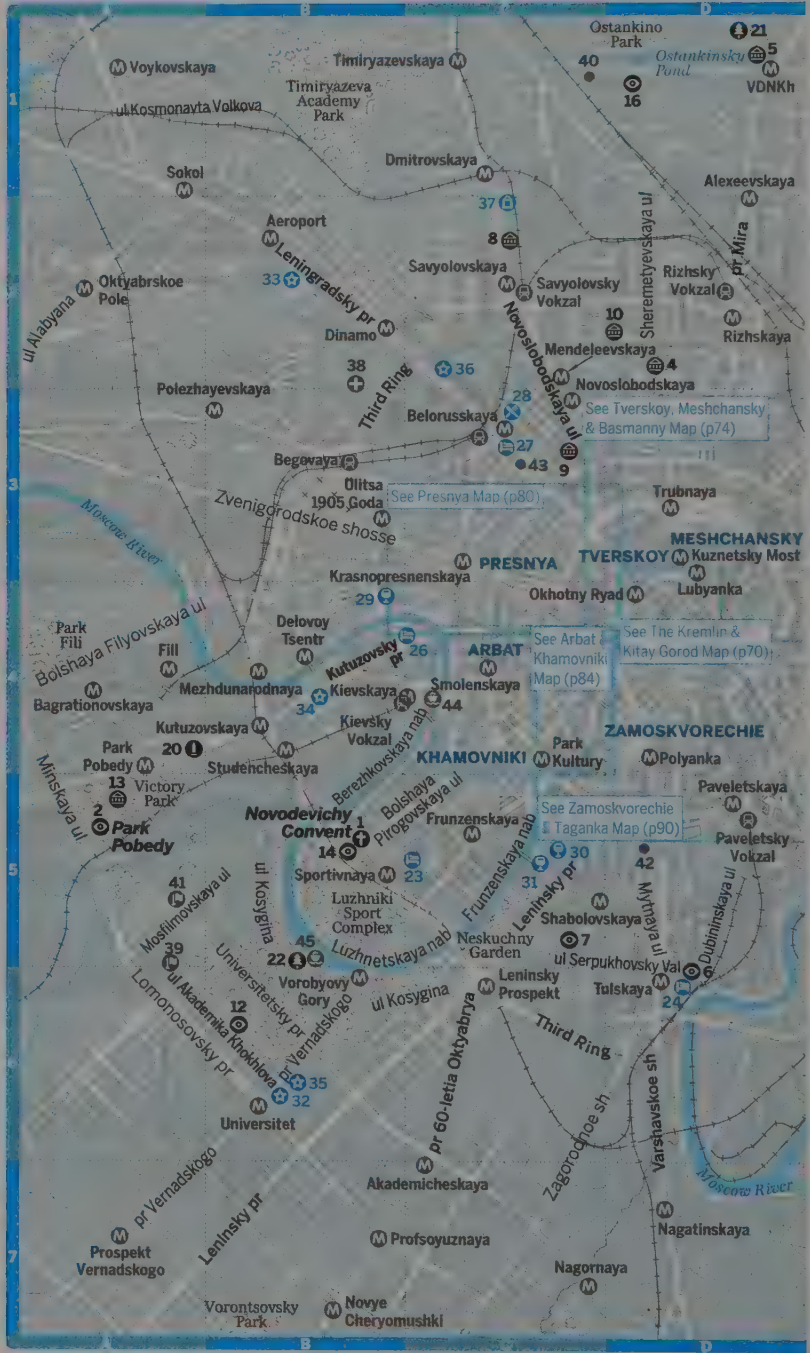 B
D
Ostankino
Park
21
Ostankinsky
Pond
5
40
16
VDNKh
Voykovskaya
Timiryazevskaya
Timiryazeva
Academy
Park
1
ul Kosmonavta Volkova
Dmitrovskaya
Sokol
Alexeevskaya
37
Aeroport
8
Leningradsky pr
33
Savyolovskaya
Savyolovsky
Vokzal
Sheremetyevskaya ul
pr Mira
Rizhsky
Vokzal
Oktyabrskoe
Pole
ul Alabyana
Dinamo
Novoslobodskaya ul
10
Rizhskaya
Mendeleevskaya
4
38
Third Ring
36
Novoslobodskaya
Polezhayevskaya
28
Belorusskaya
See Tverskoy, Meshchansky
& Basmanny Map (p74)
27
43
9
Begovaya
3
Ulitsa
1905 Goda
See Presnya Map (p80)
Trubnaya
Zvenigorodskoe shosse
Moscow River
MESHCHANSKY
PRESNYA
TVERSKOY
Kuznetsky Most
Krasnopresnenskaya
Lubyanka
29
Okhotny Ryad
Park
Fili
Bolshaya Filyovskaya ul
Delovoy
Tsentr
Kutuzovsky
pr
26
ARBAT
See Arbat &
Khamovniki
Map (p84)
See The Kremlin &
Kitay Gorod Map (p70)
Fili
4
Bagrationovskaya
Mezhdunarodnaya
34
Kievskaya
Smolenskaya
44
Kutuzovskaya
Kievsky
Vokzal
ZAMOSKVORECHIE
20
Park
Pobedy
Studencheskaya
Berezhkovskaya nab
KHAMOVNIKI
Park
Kultury
Polyanka
13
Victory
Park
Minskaya ul
2
Park
Pobedy
Novodevichy
Convent
1
14
Bolshaya
Pirogovskaya ul
Frunzenskaya
See Zamoskvorechie
& Taganka Map (p90)
Paveletskaya
Paveletsky
Vokzal
5
Frunzenskaya nab
30
31
42
Sportivnaya
23
ul Kosygina
41
Mosfilmovskaya ul
Luzhniki
Sport
Complex
Leninsky pr
Shabolovskaya
Mytnaya ul
Dubininskaya ul
39
45
22
Luzhnetskaya nab
Neskuchny
Garden
7
ul Serpukhovsky Val
6
Universitetsky pr
Vorobyovy
Gory
ul Kosygina
Leninsky
Prospekt
Tulskaya
24
Lomonosovsky pr
ul Akademika Khokhlova
12
pr Vernadskogo
Third Ring
35
32
Universitet
pr 60-letia Oktyabrya
Zagorodnoe sh
Varshavskoe sh
Akademicheskaya
Moscow River
pr Vernadskogo
Leninsky pr
Nagatinskaya
7
Prospekt
Vernadskogo
Profsoyuznaya
Nagornaya
Vorontsovsky
Park
Novye
Cheryomushki
B
D